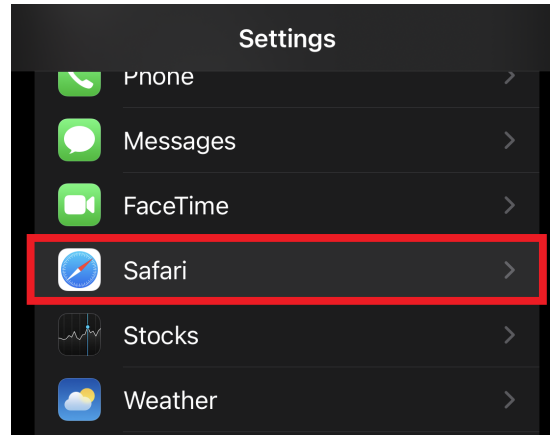 Settings
Phone
Messages
FaceTime
Safari
Stocks
Weather